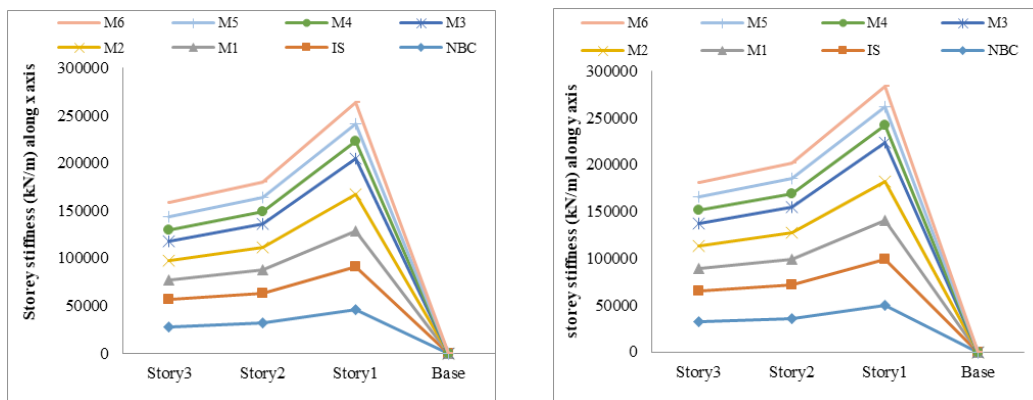 M6 M5 M4 M3
M2 M1 IS NBC
Storey stiffness (kN/m) along x axis
300000
250000
200000
150000
100000
50000
0
Story3 Story2 Story1 Base
M6 M5 M4 M3
M2 M1 IS NBC
storey stiffness (kN/m) along y axis
300000
250000
200000
150000
100000
50000
0
Story3 Story2 Story1 Base